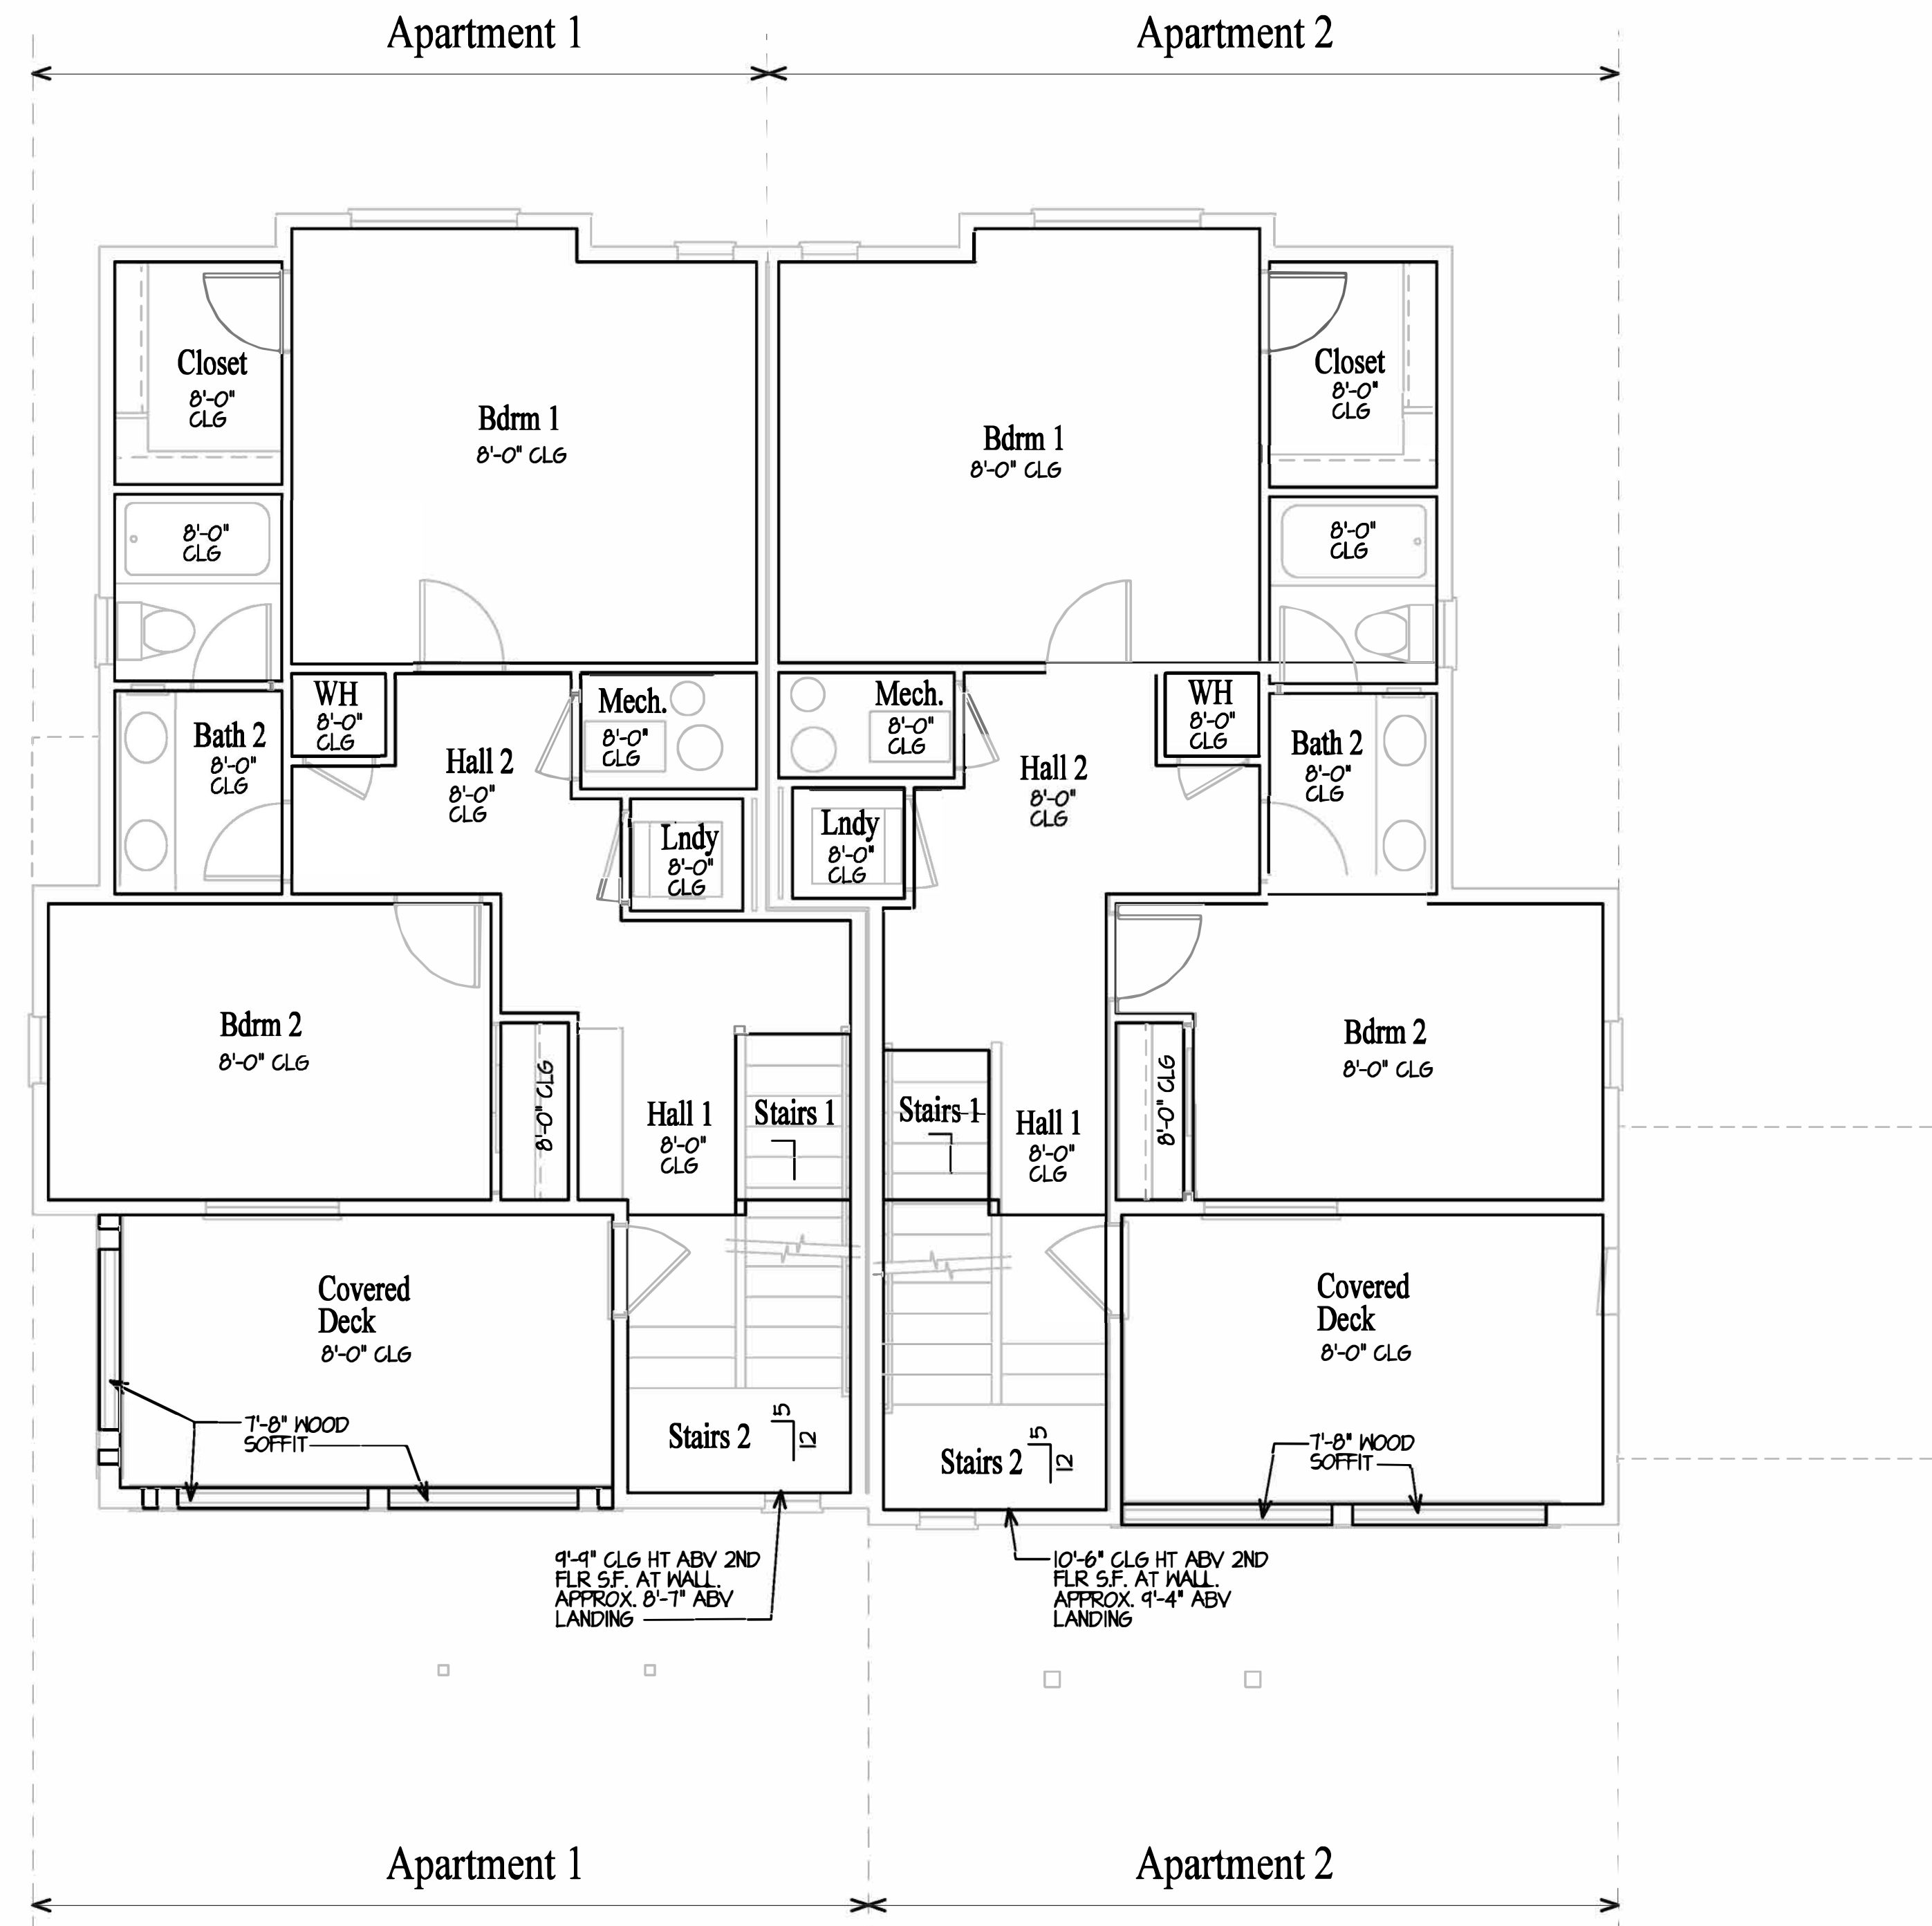 Apartment 1
Apartment 2
Closet
8'-0"
CLG
Bdrm 1
8'-0" CLG
Bdrm 1
8'-0" CLG
Closet
8'-0"
CLG
8'-0"
CLG
8'-0"
CLG
WH
8'-0"
CLG
Mech.
8'-0"
CLG
Mech.
8'-0"
CLG
WH
8'-0"
CLG
Bath 2
8'-0"
CLG
Hall 2
8'-0"
CLG
Hall 2
8'-0"
CLG
Bath 2
8'-0"
CLG
Lndy
8'-0"
CLG
Lndy
8'-0"
CLG
Bdrm 2
8'-0" CLG
8'-0" CLG
Hall 1
8'-0"
CLG
Stairs 1
Stairs 1
Hall 1
8'-0"
CLG
8'-0" CLG
Bdrm 2
8'-0" CLG
Covered
Deck
8'-0" CLG
Covered
Deck
8'-0" CLG
7'-8" WOOD
SOFFIT
Stairs 2
5
12
Stairs 2
5
12
7'-8" WOOD
SOFFIT
9'-9" CLG HT ABV 2ND
FLR S.F. AT WALL.
APPROX. 8'-7" ABV
LANDING
10'-6" CLG HT ABV 2ND
FLR S.F. AT WALL.
APPROX. 9'-4" ABV
LANDING
Apartment 1
Apartment 2